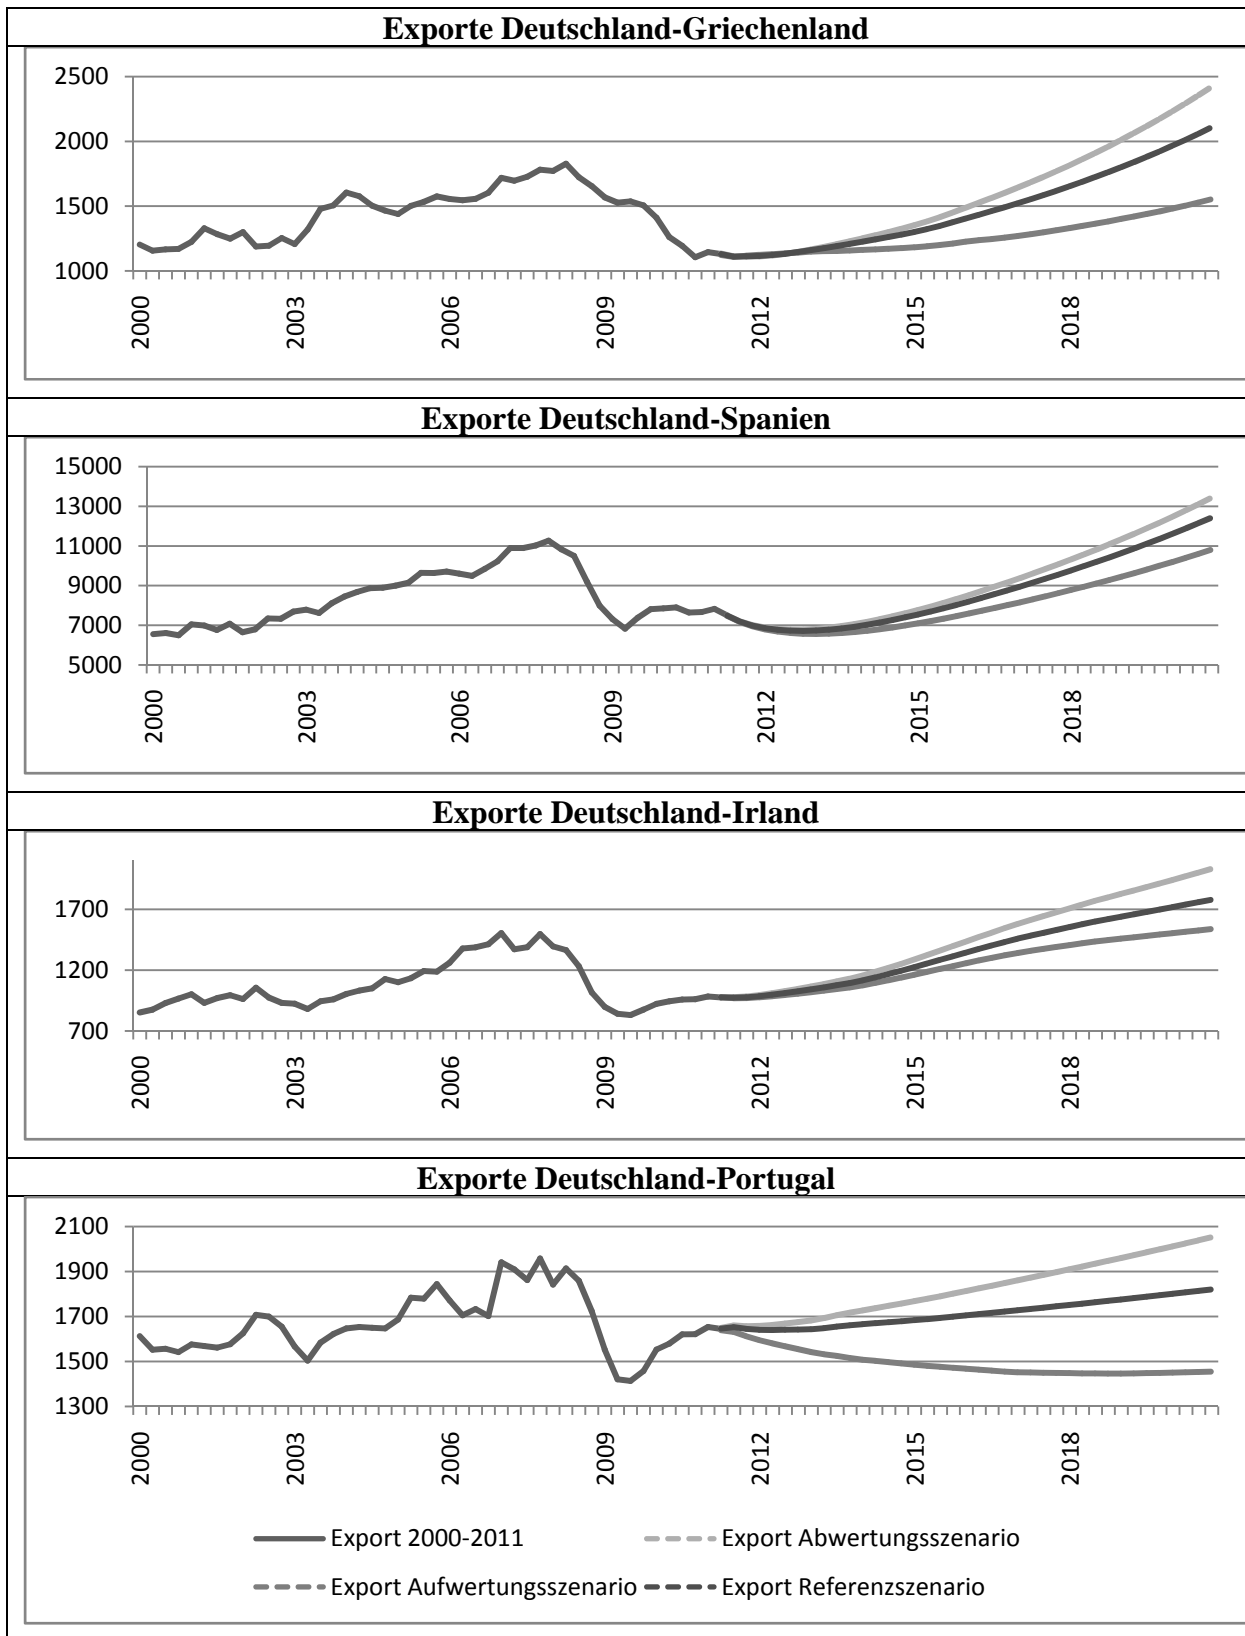 Exporte Deutschland-Griechenland
2500
2000
1500
1000
2000 2003 2006 2009 2012 2015 2018
Exporte Deutschland-Spanien
15000
13000
11000
9000
7000
5000
2000 2003 2006 2009 2012 2015 2018
Exporte Deutschland-Irland
1700
1200
700
2000 2003 2006 2009 2012 2015 2018
Exporte Deutschland-Portugal
2100
1900
1700
1500
1300
2000 2003 2006 2009 2012 2015 2018
Export 2000-2011 Export Abwertungsszenario
Export Aufwertungsszenario Export Referenzszenario